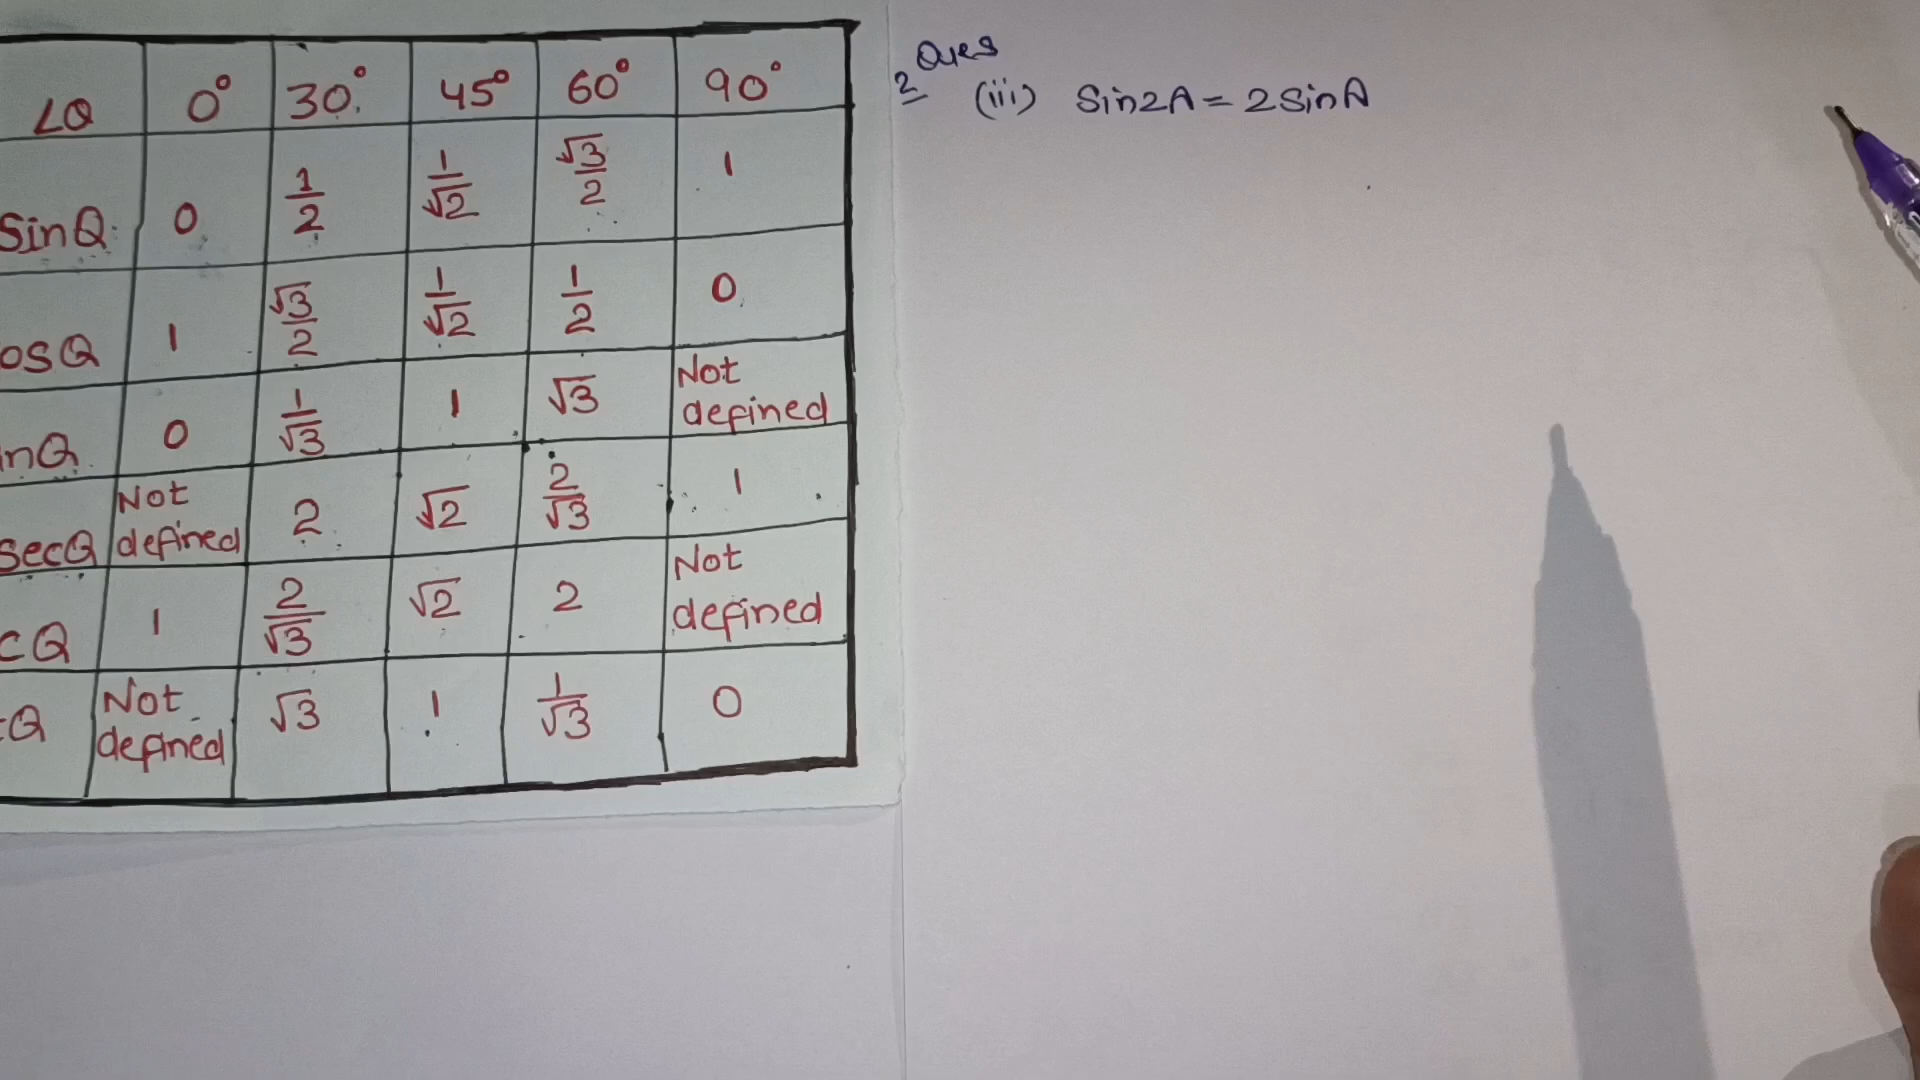 ∠Q 0° 30° 45° 60° 90°
SinQ 0 1/2 1/√2 √3/2 1
osQ 1 √3/2 1/√2 1/2 0
nQ 0 1/√3 1 √3 Not defined
SecQ Not defined 2 √2 2/√3 1
cQ 1 2/√3 √2 2 Not defined
tQ Not defined √3 1 1/√3 0
2 Ques
(iii) Sin2A = 2SinA